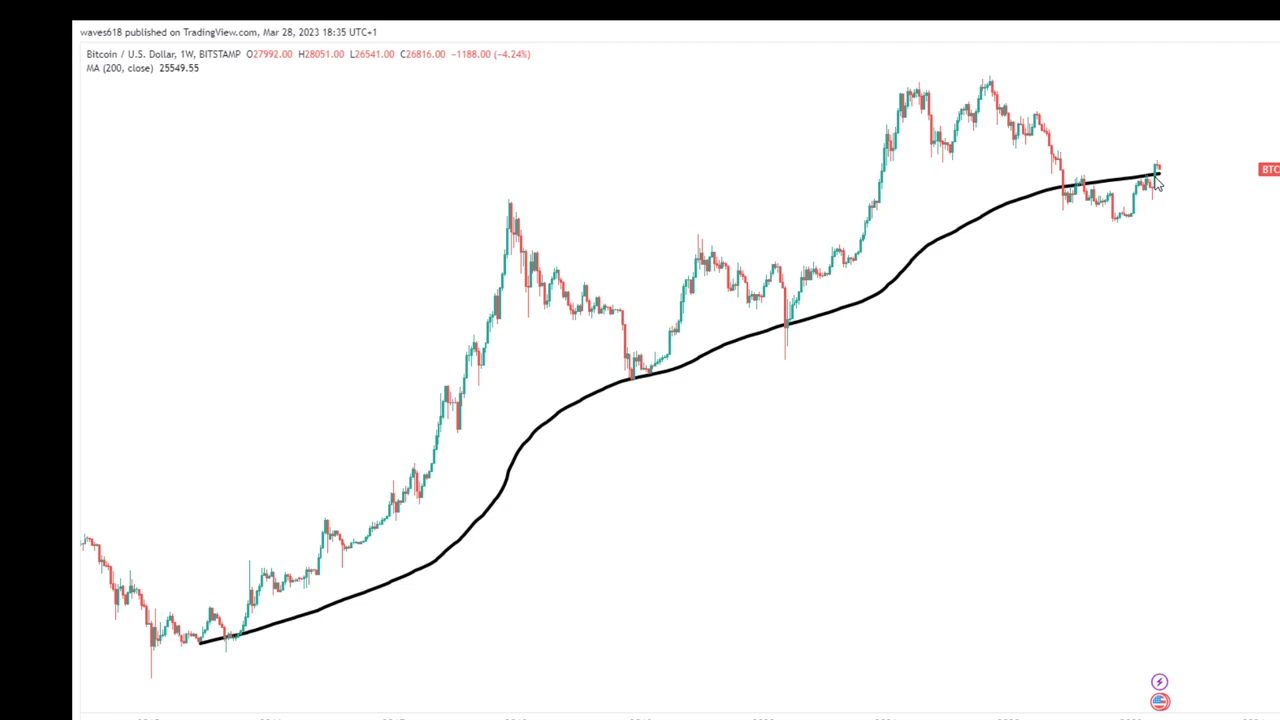 waves618 published on TradingView.com, Mar 28, 2023 18:35 UTC+1
Bitcoin / U.S. Dollar, 1W, BITSTAMP O27992.00 H28051.00 L26541.00 C26816.00 −1188.00 (−4.24%)
MA (200, close) 25549.55
BTC